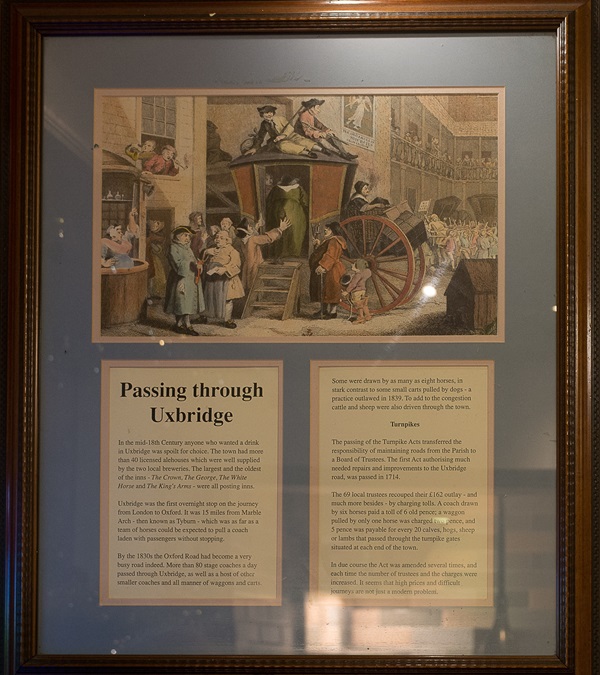 Passing through
Uxbridge
In the mid-18th Century anyone who wanted a drink
in Uxbridge was spoilt for choice. The town had more
than 40 licensed alehouses which were well supplied
by the two local breweries. The largest and the oldest
of the inns - The Crown, The George, The White
Horse and The King's Arms - were all posting inns.
Uxbridge was the first overnight stop on the journey
from London to Oxford. It was 15 miles from Marble
Arch - then known as Tyburn - which was as far as a
team of horses could be expected to pull a coach
laden with passengers without stopping.
By the 1830s the Oxford Road had become a very
busy road indeed. More than 80 stage coaches a day
passed through Uxbridge, as well as a host of other
smaller coaches and all manner of waggons and carts.
Some were drawn by as many as eight horses, in
stark contrast to some small carts pulled by dogs - a
practice outlawed in 1839. To add to the congestion
cattle and sheep were also driven through the town.
Turnpikes
The passing of the Turnpike Acts transferred the
responsibility of maintaining roads from the Parish to
a Board of Trustees. The first Act authorising much
needed repairs and improvements to the Uxbridge
road, was passed in 1714.
The 69 local trustees recouped their £162 outlay - and
much more besides - by charging tolls. A coach drawn
by six horses paid a toll of 6 old pence; a waggon
pulled by only one horse was charged pence, and
5 pence was payable for every 20 calves, hogs, sheep
or lambs that passed throught the turnpike gates
situated at each end of the town.
In due course the Act was amended several times, and
each time the number of trustees and the charges were
increased. It seems that high prices and difficult
journeys are not just a modern problem.